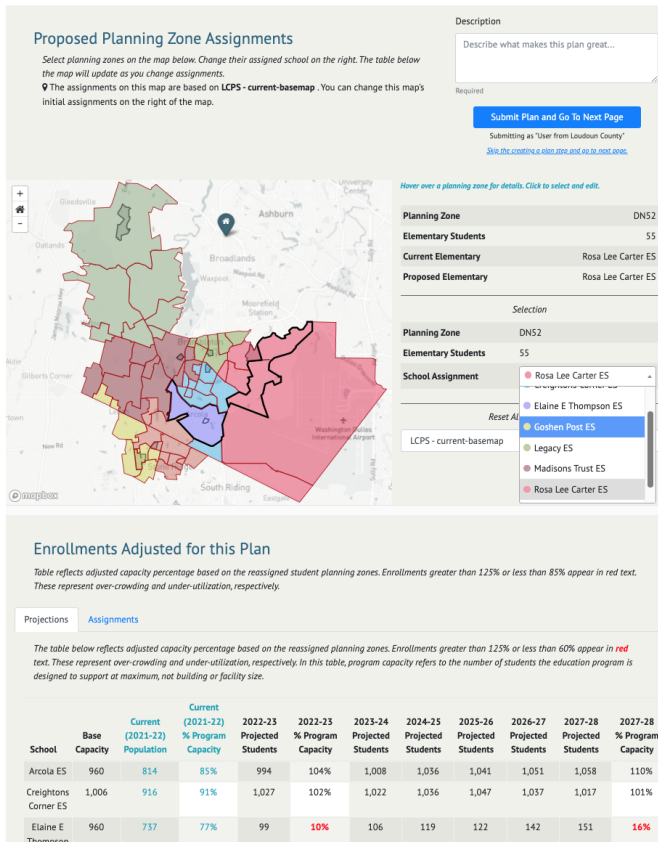 Proposed Planning Zone Assignments
Select planning zones on the map below. Change their assigned school on the right. The table below
the map will update as you change assignments.
The assignments on this map are based on LCPS - current-basemap . You can change this map's
initial assignments on the right of the map.
Description
Describe what makes this plan great...
Required
Submit Plan and Go To Next Page
Submitting as "User from Loudoun County"
Skip the creating a plan step and go to next page.
+
−
Gleedsville
University
Center
Ashburn
Oatlands
Broadlands
Waxpool
Waxpool Rd
Moorefield
Station
James Monroe Hwy
Gilberts Corner
Washington Dulles
International Airport
New Rd
South Riding
Eastgate
mapbox
Hover over a planning zone for details. Click to select and edit.
Planning Zone DN52
Elementary Students 55
Current Elementary Rosa Lee Carter ES
Proposed Elementary Rosa Lee Carter ES
Selection
Planning Zone DN52
Elementary Students 55
School Assignment Rosa Lee Carter ES
Creightons Corner ES
Elaine E Thompson ES
Goshen Post ES
Legacy ES
Madisons Trust ES
Rosa Lee Carter ES
Reset Al
LCPS - current-basemap
Enrollments Adjusted for this Plan
Table reflects adjusted capacity percentage based on the reassigned student planning zones. Enrollments greater than 125% or less than 85% appear in red text.
These represent over-crowding and under-utilization, respectively.
Projections Assignments
The table below reflects adjusted capacity percentage based on the reassigned planning zones. Enrollments greater than 125% or less than 60% appear in red
text. These represent over-crowding and under-utilization, respectively. In this table, program capacity refers to the number of students the education program is
designed to support at maximum, not building or facility size.
School
Base
Capacity
Current
(2021-22)
Population
Current
(2021-22)
% Program
Capacity
2022-23
Projected
Students
2022-23
% Program
Capacity
2023-24
Projected
Students
2024-25
Projected
Students
2025-26
Projected
Students
2026-27
Projected
Students
2027-28
Projected
Students
2027-28
% Program
Capacity
Arcola ES 960 814 85% 994 104% 1,008 1,036 1,041 1,051 1,058 110%
Creightons 1,006 916 91% 1,027 102% 1,022 1,036 1,047 1,037 1,017 101%
Corner ES
Elaine E 960 737 77% 99 10% 106 119 122 142 151 16%
Thompson